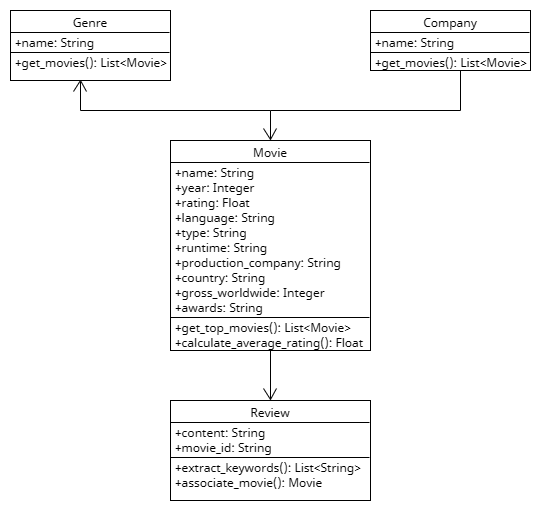 Genre
+name: String
+get_movies(): List<Movie>
Company
+name: String
+get_movies(): List<Movie>
Movie
+name: String
+year: Integer
+rating: Float
+language: String
+type: String
+runtime: String
+production_company: String
+country: String
+gross_worldwide: Integer
+awards: String
+get_top_movies(): List<Movie>
+calculate_average_rating(): Float
Review
+content: String
+movie_id: String
+extract_keywords(): List<String>
+associate_movie(): Movie